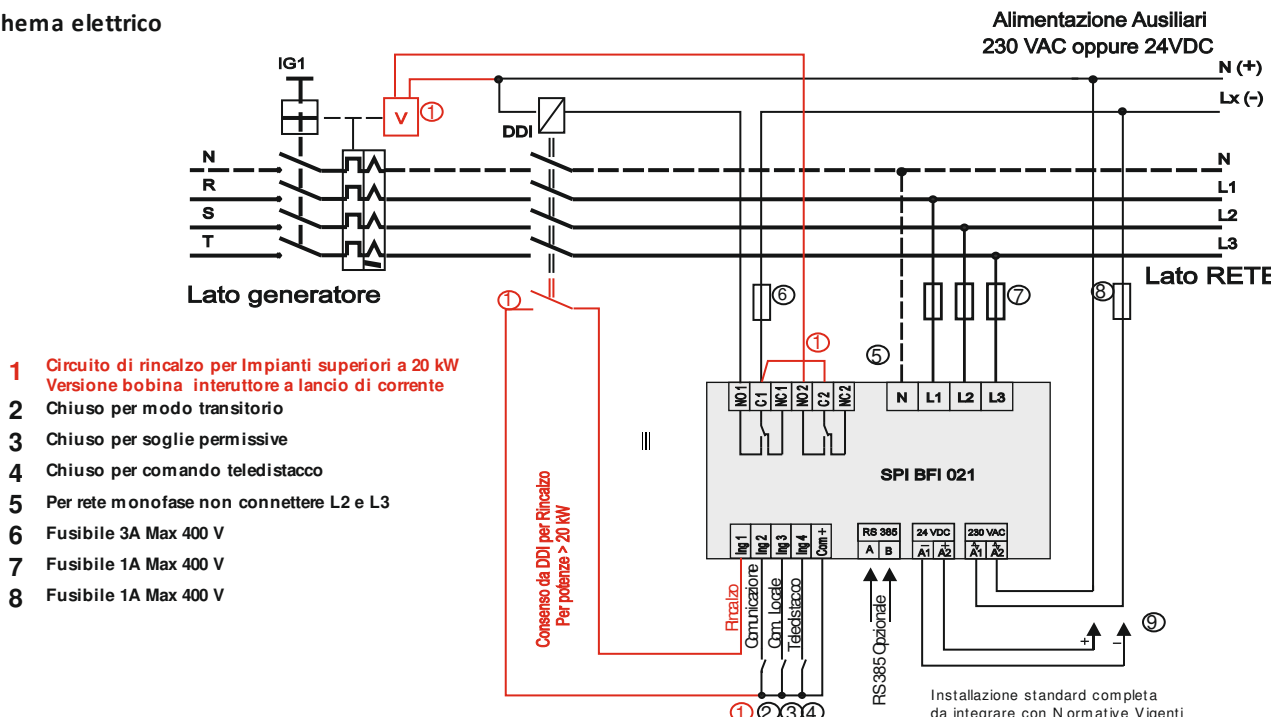 hema elettrico
Alimentazione Ausiliari
230 VAC oppure 24VDC
N (+)
Lx (-)
IG1
V
1
DDI
N
R
S
T
N
L1
L2
L3
Lato generatore
Lato RETE
1
6
7
8
1
5
1 Circuito di rincalzo per Impianti superiori a 20 kW
Versione bobina interuttore a lancio di corrente
2 Chiuso per modo transitorio
3 Chiuso per soglie permissive
4 Chiuso per comando teledistacco
5 Per rete monofase non connettere L2 e L3
6 Fusibile 3A Max 400 V
7 Fusibile 1A Max 400 V
8 Fusibile 1A Max 400 V
NO1 C1 NC1 NO2 C2 NC2
N L1 L2 L3
SPI BFI 021
Consenso da DDI per Rincalzo
Per potenze > 20 kW
Ing 1 Ing 2 Ing 3 Ing 4 Com +
RS 385
A B
24 VDC
- +
A1 A2
230 VAC
A1 A2
Rincalzo
Comunicazione
Com. Locale
Teledistacco
RS385 Opzionale
+ -
9
1 2 3 4
Installazione standard completa
da integrare con Normative Vigenti